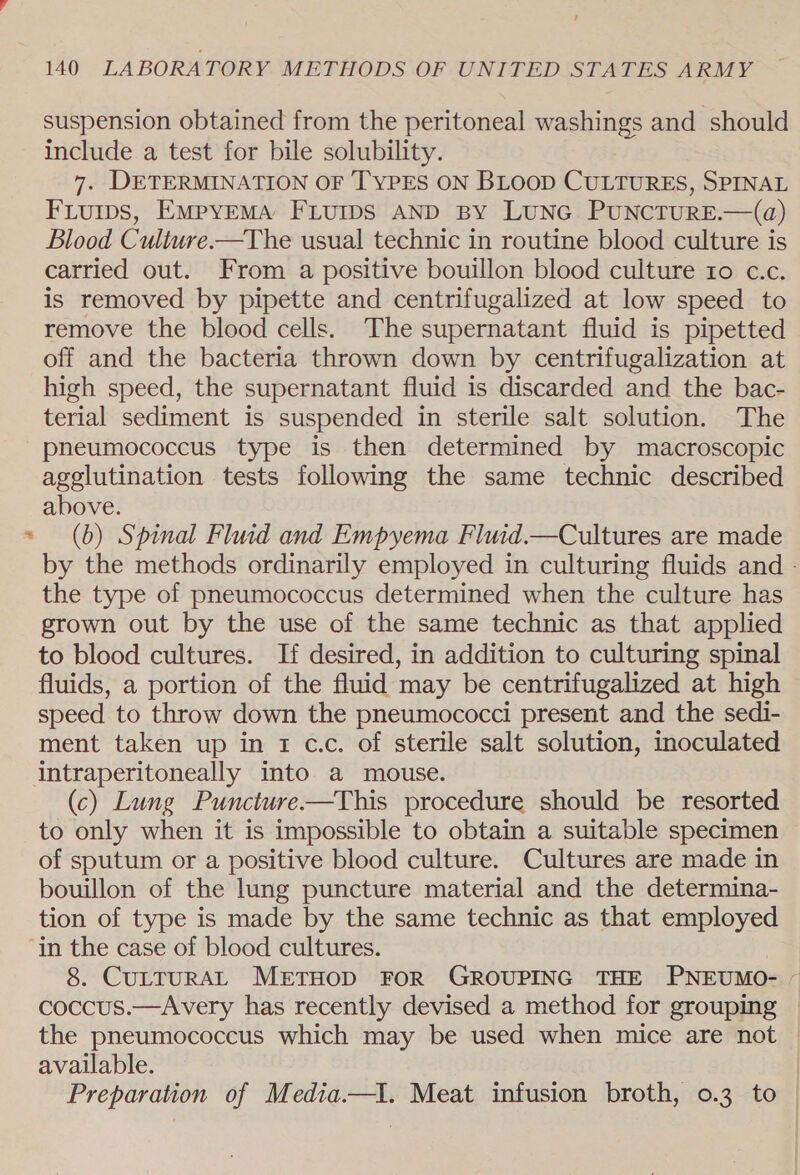 140 LABORATORY METHODS OF UNITED STATES ARMY
suspension obtained from the peritoneal washings and should
include a test for bile solubility.
7. DETERMINATION OF TYPES ON BLOOD CULTURES, SPINAL
FLUIDS, EMPYEMA FLUIDS AND BY LUNG PUNCTURE.—(a)
Blood Culture.—The usual technic in routine blood culture is
carried out. From a positive bouillon blood culture 10 c.c.
is removed by pipette and centrifugalized at low speed to
remove the blood cells. The supernatant fluid is pipetted
off and the bacteria thrown down by centrifugalization at
high speed, the supernatant fluid is discarded and the bac-
terial sediment is suspended in sterile salt solution. The
pneumococcus type is then determined by macroscopic
agglutination tests following the same technic described
above.
(b) Spinal Fluid and Empyema Fluid.—Cultures are made
by the methods ordinarily employed in culturing fluids and
the type of pneumococcus determined when the culture has
grown out by the use of the same technic as that applied
to blood cultures. If desired, in addition to culturing spinal
fluids, a portion of the fluid may be centrifugalized at high
speed to throw down the pneumococci present and the sedi-
ment taken up in 1 c.c. of sterile salt solution, inoculated
intraperitoneally into a mouse.
(c) Lung Puncture.—This procedure should be resorted
to only when it is impossible to obtain a suitable specimen
of sputum or a positive blood culture. Cultures are made in
bouillon of the lung puncture material and the determina-
tion of type is made by the same technic as that employed
in the case of blood cultures.
8. CULTURAL METHOD FOR GROUPING THE PNEUMO-
COCCUS.—Avery has recently devised a method for grouping
the pneumococcus which may be used when mice are not
available.
Preparation of Media.—I. Meat infusion broth, 0.3 to